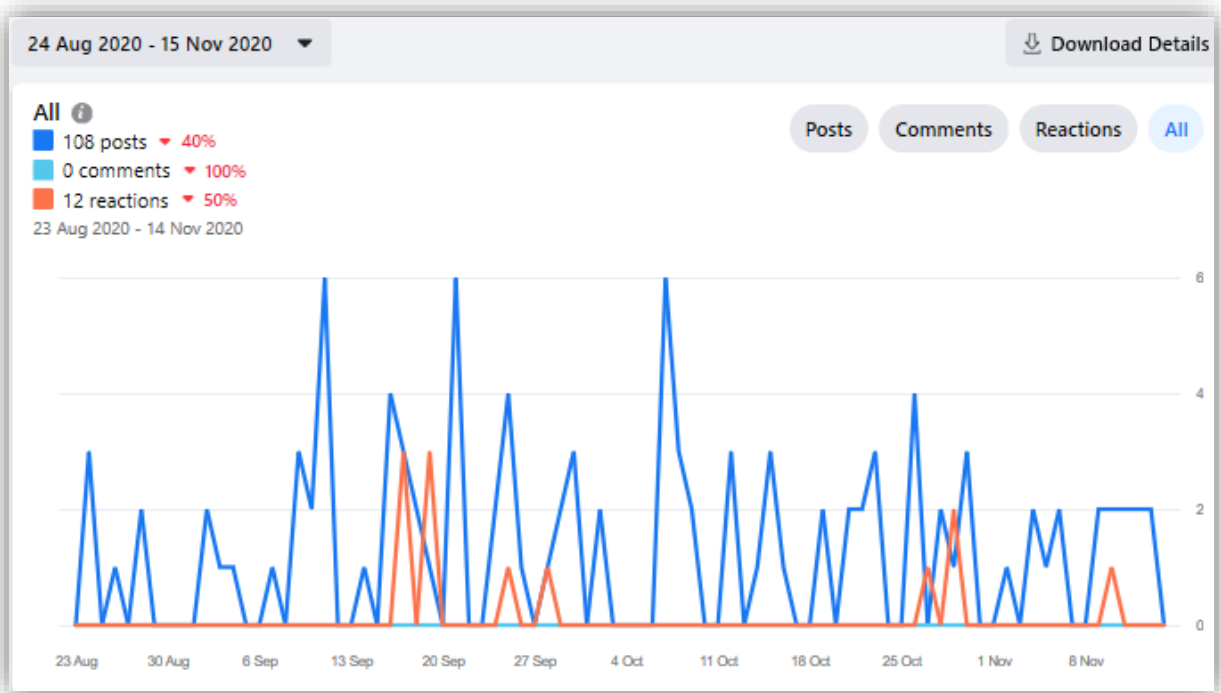 24 Aug 2020 - 15 Nov 2020
Download Details
All
108 posts 40%
0 comments 100%
12 reactions 50%
23 Aug 2020 - 14 Nov 2020
Posts Comments Reactions All
6
4
2
0
23 Aug 30 Aug 6 Sep 13 Sep 20 Sep 27 Sep 4 Oct 11 Oct 18 Oct 25 Oct 1 Nov 8 Nov